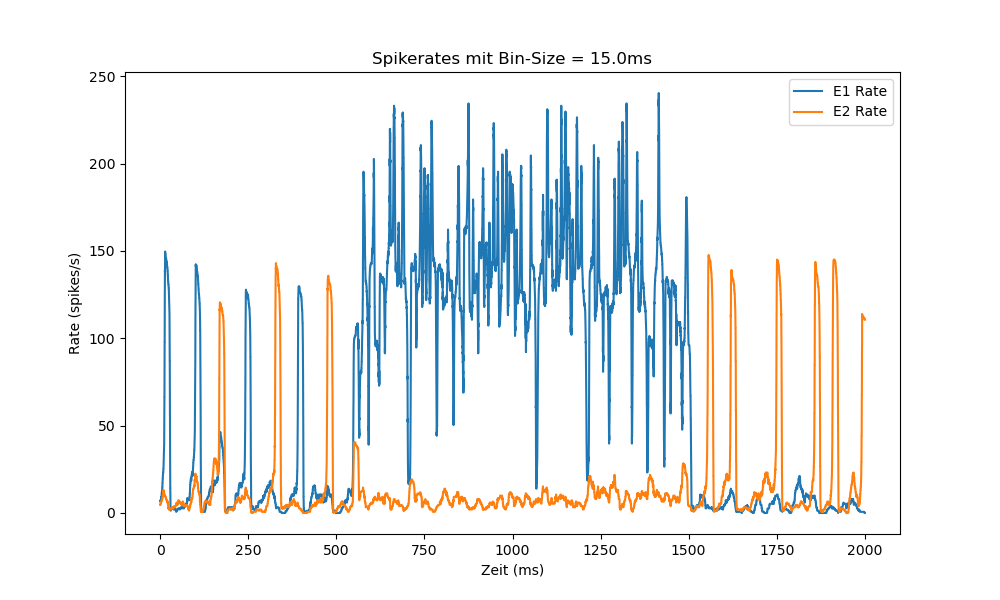 Spikerates mit Bin-Size = 15.0ms
250
200
150
100
50
0
Rate (spikes/s)
E1 Rate
E2 Rate
0 250 500 750 1000 1250 1500 1750 2000
Zeit (ms)